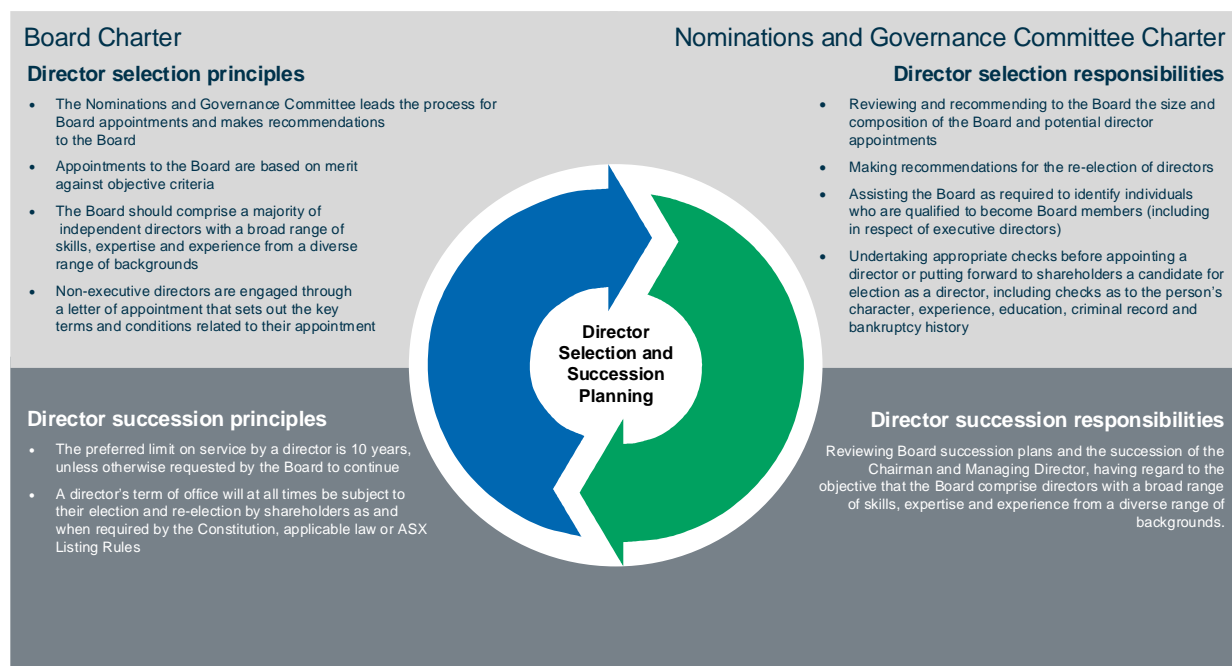 Board Charter
Director selection principles
• The Nominations and Governance Committee leads the process for
Board appointments and makes recommendations
to the Board
• Appointments to the Board are based on merit
against objective criteria
• The Board should comprise a majority of
independent directors with a broad range of
skills, expertise and experience from a diverse
range of backgrounds
• Non-executive directors are engaged through
a letter of appointment that sets out the key
terms and conditions related to their appointment
Nominations and Governance Committee Charter
Director selection responsibilities
• Reviewing and recommending to the Board the size and
composition of the Board and potential director
appointments
• Making recommendations for the re-election of directors
• Assisting the Board as required to identify individuals
who are qualified to become Board members (including
in respect of executive directors)
• Undertaking appropriate checks before appointing a
director or putting forward to shareholders a candidate for
election as a director, including checks as to the person's
character, experience, education, criminal record and
bankruptcy history
Director
Selection and
Succession
Planning
Director succession principles
• The preferred limit on service by a director is 10 years,
unless otherwise requested by the Board to continue
• A director's term of office will at all times be subject to
their election and re-election by shareholders as and
when required by the Constitution, applicable law or ASX
Listing Rules
Director succession responsibilities
Reviewing Board succession plans and the succession of the
Chairman and Managing Director, having regard to the
objective that the Board comprise directors with a broad range
of skills, expertise and experience from a diverse range of
backgrounds.